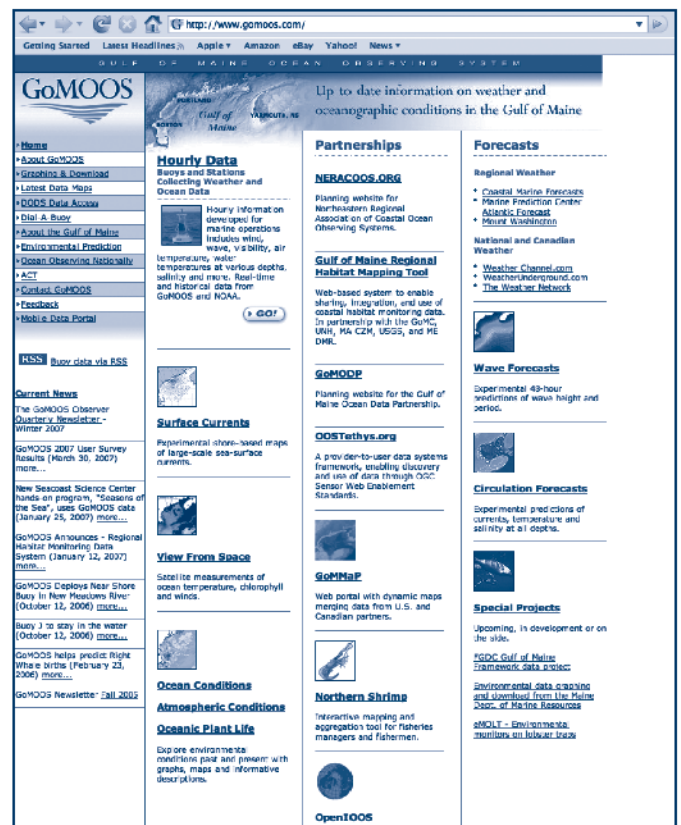 http://www.gomoos.com/
Getting Started Latest Headlines Apple Amazon eBay Yahoo! News
GULF OF MAINE OCEAN OBSERVING SYSTEM
GoMOOS
PORTLAND
Gulf of
Maine
YARMOUTH, NS
BOSTON
Up to date information on weather and
oceanographic conditions in the Gulf of Maine
Home
About GoMOOS
Graphing & Download
Latest Data Maps
DODS Data Access
Dial-A-Buoy
About the Gulf of Maine
Environmental Prediction
Ocean Observing Nationally
ACT
Contact GoMOOS
Feedback
Mobile Data Portal
RSS Buoy data via RSS
Current News
The GoMOOS Observer
Quarterly Newsletter -
Winter 2007
GoMOOS 2007 User Survey
Results (March 30, 2007)
more...
New Seacoast Science Center
hands-on program, "Seasons of
the Sea", uses GoMOOS data
(January 25, 2007) more...
GoMOOS Announces - Regional
Habitat Monitoring Data
System (January 12, 2007)
more...
GoMOOS Deploys Near Shore
Buoy in New Meadows River
(October 12, 2006) more...
Buoy J to stay in the water
(October 12, 2006) more...
GoMOOS helps predict Right
Whale births (February 23,
2006) more...
GoMOOS Newsletter Fall 2005
Hourly Data
Buoys and Stations
Collecting Weather and
Ocean Data
Hourly information
developed for
marine operations
includes wind,
wave, visibility, air
temperature, water
temperatures at various depths,
salinity and more. Real-time
and historical data from
GoMOOS and NOAA.
GO!
Surface Currents
Experimental shore-based maps
of large-scale sea-surface
currents.
View From Space
Satellite measurements of
ocean temperature, chlorophyll
and winds.
Ocean Conditions
Atmospheric Conditions
Oceanic Plant Life
Explore environmental
conditions past and present with
graphs, maps and informative
descriptions.
Partnerships
NERACOOS.ORG
Planning website for
Northeastern Regional
Association of Coastal Ocean
Observing Systems.
Gulf of Maine Regional
Habitat Mapping Tool
Web-based system to enable
sharing, integration, and use of
coastal habitat monitoring data.
In partnership with the GoMC,
UNH, MA CZM, USGS, and ME
DMR.
GoMODP
Planning website for the Gulf of
Maine Ocean Data Partnership.
OOSTethys.org
A provider-to-user data systems
framework, enabling discovery
and use of data through OGC
Sensor Web Enablement
Standards.
GoMMaP
Web portal with dynamic maps
merging data from U.S. and
Canadian partners.
Northern Shrimp
Interactive mapping and
aggregation tool for fisheries
managers and fishermen.
OpenIOOS
Forecasts
Regional Weather
Coastal Marine Forecasts
Marine Prediction Center
Atlantic Forecast
Mount Washington
National and Canadian
Weather
Weather Channel.com
WeatherUnderground.com
The Weather Network
Wave Forecasts
Experimental 48-hour
predictions of wave height and
period.
Circulation Forecasts
Experimental predictions of
currents, temperature and
salinity at all depths.
Special Projects
Upcoming, in development or on
the side.
FGDC Gulf of Maine
Framework data project
Environmental data graphing
and download from the Maine
Dept. of Marine Resources
eMOLT - Environmental
monitors on lobster traps